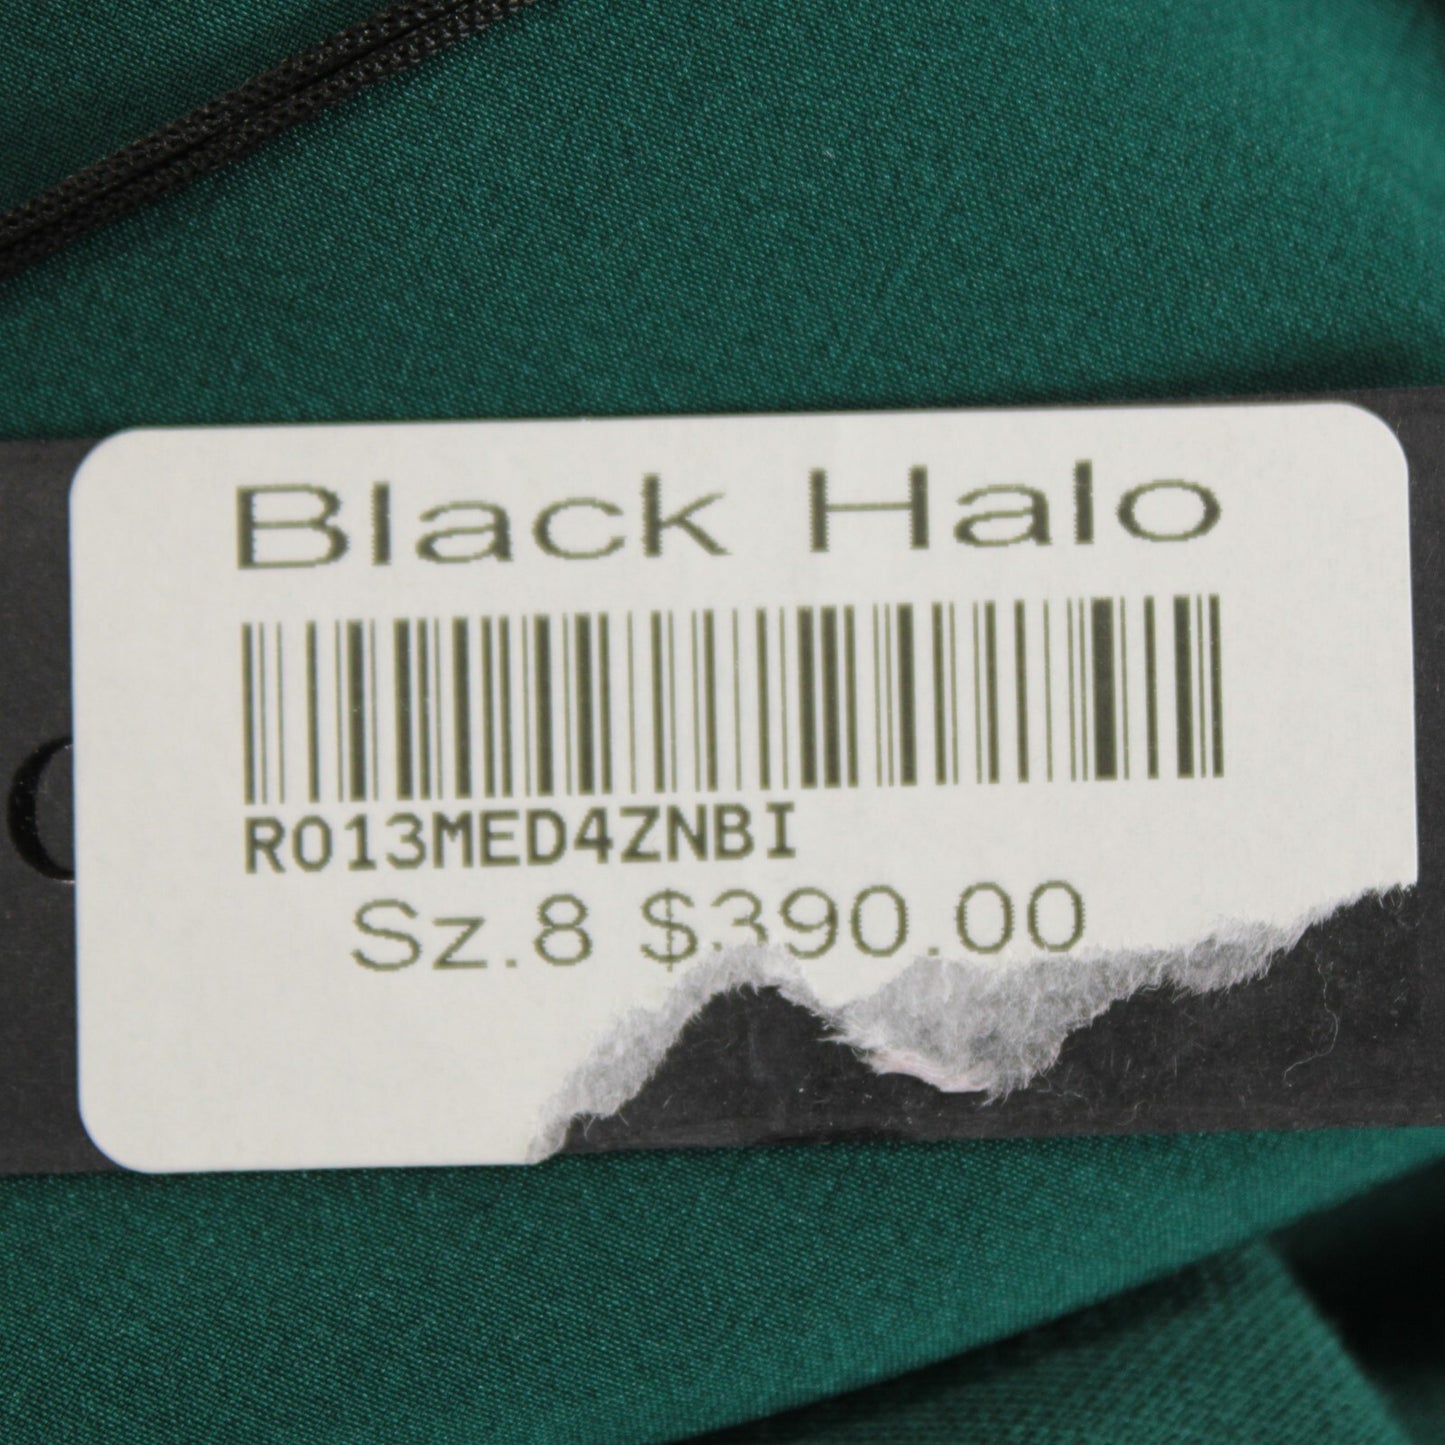 Black Halo
R013MED4ZNBI
Sz.8 $390.00